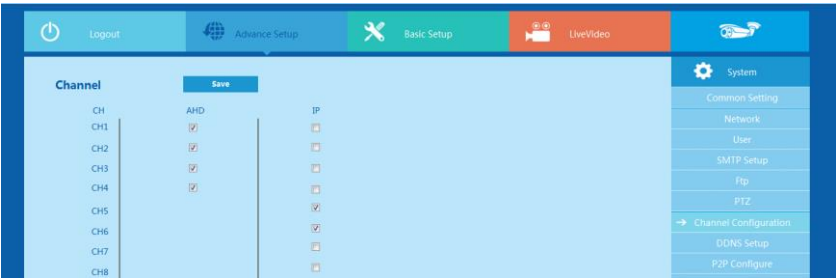 Logout
Advance Setup
Basic Setup
LiveVideo
Channel
Save
CH AHD IP
CH1
CH2
CH3
CH4
CH5
CH6
CH7
CH8
System
Common Setting
Network
User
SMTP Setup
Ftp
PTZ
→ Channel Configuration
DDNS Setup
P2P Configure